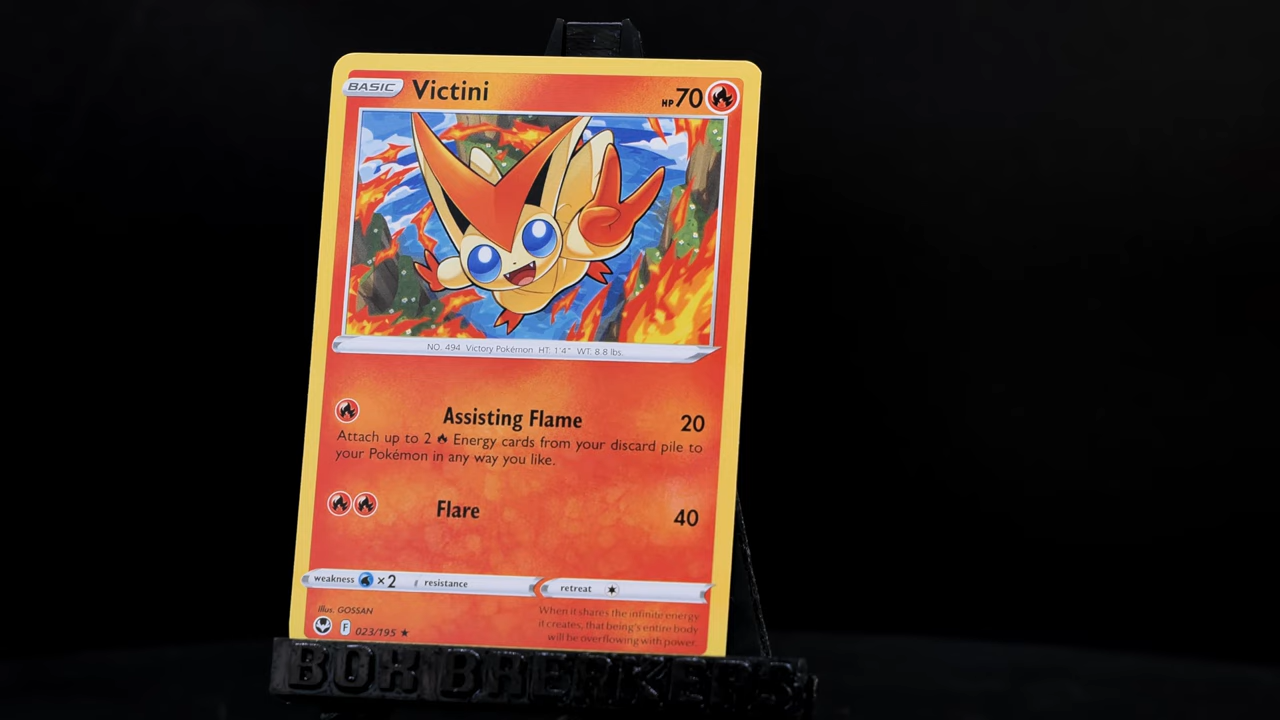 BASIC Victini HP 70
NO. 494 Victory Pokémon HT: 1'4" WT: 8.8 lbs.
Assisting Flame 20
Attach up to 2 Energy cards from your discard pile to
your Pokémon in any way you like.
Flare 40
weakness ×2 resistance retreat
Illus. GOSSAN
F 023/195 ★
When it shares the infinite energy
it creates, that being's entire body
will be overflowing with power.
BOX BREAKERS